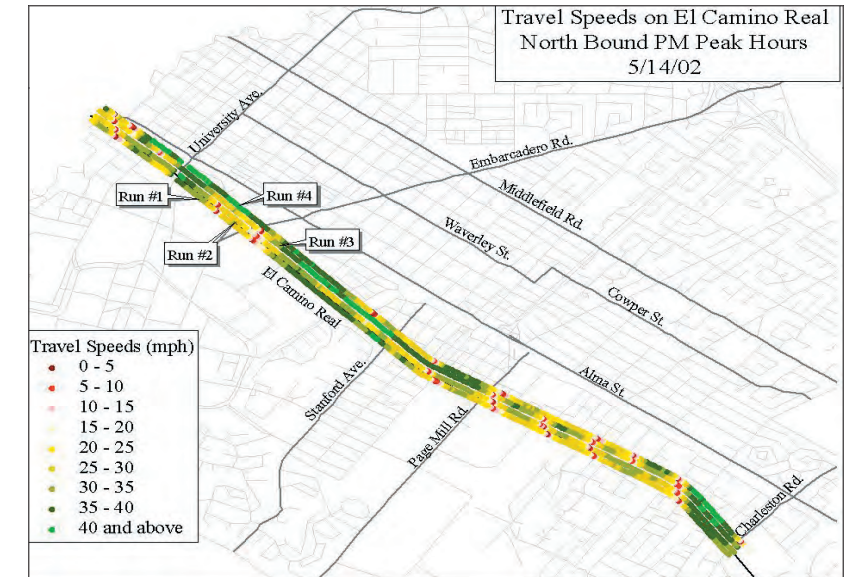 Travel Speeds on El Camino Real
North Bound PM Peak Hours
5/14/02
University Ave.
Embarcadero Rd.
Middlefield Rd.
Run #1
Run #4
Waverley St.
Run #3
Run #2
El Camino Real
Cowper St.
Stanford Ave.
Alma St.
Page Mill Rd.
Charleston Rd.
Travel Speeds (mph)
0 - 5
5 - 10
10 - 15
15 - 20
20 - 25
25 - 30
30 - 35
35 - 40
40 and above